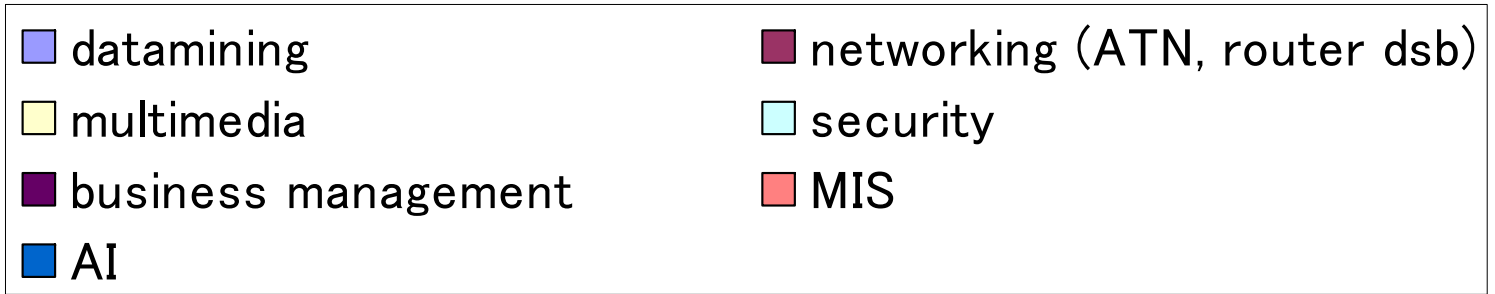 datamining
networking (ATN, router dsb)
multimedia
security
business management
MIS
AI